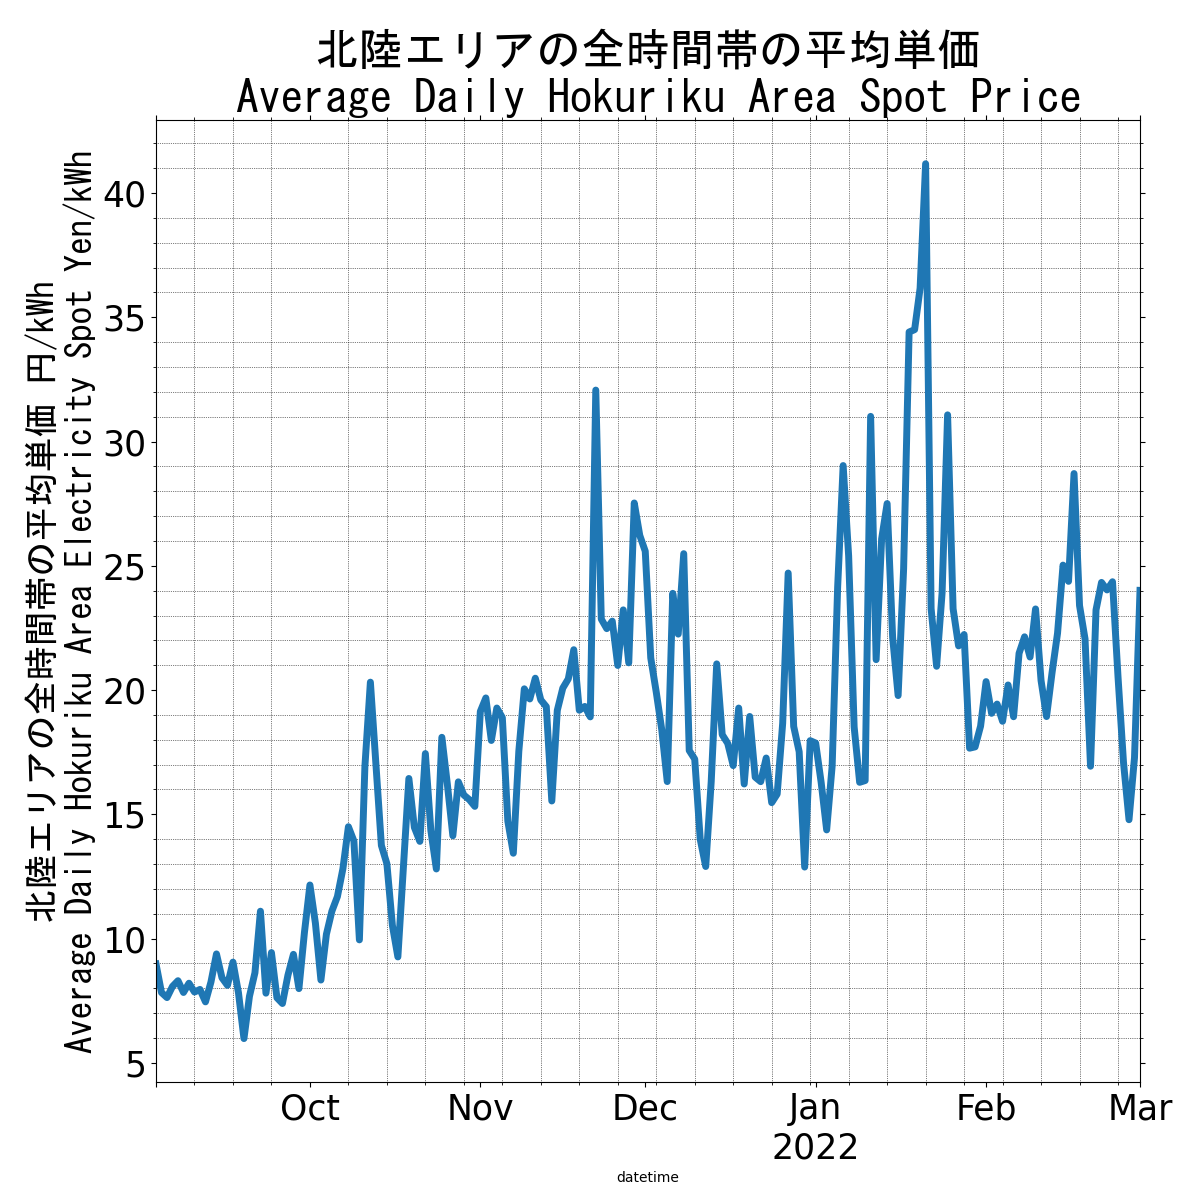 北陸エリアの全時間帯の平均単価
Average Daily Hokuriku Area Spot Price
北陸エリアの全時間帯の平均単価 円/kWh
Average Daily Hokuriku Area Electricity Spot Yen/kWh
40
35
30
25
20
15
10
5
Oct
Nov
Dec
Jan
2022
Feb
Mar
datetime